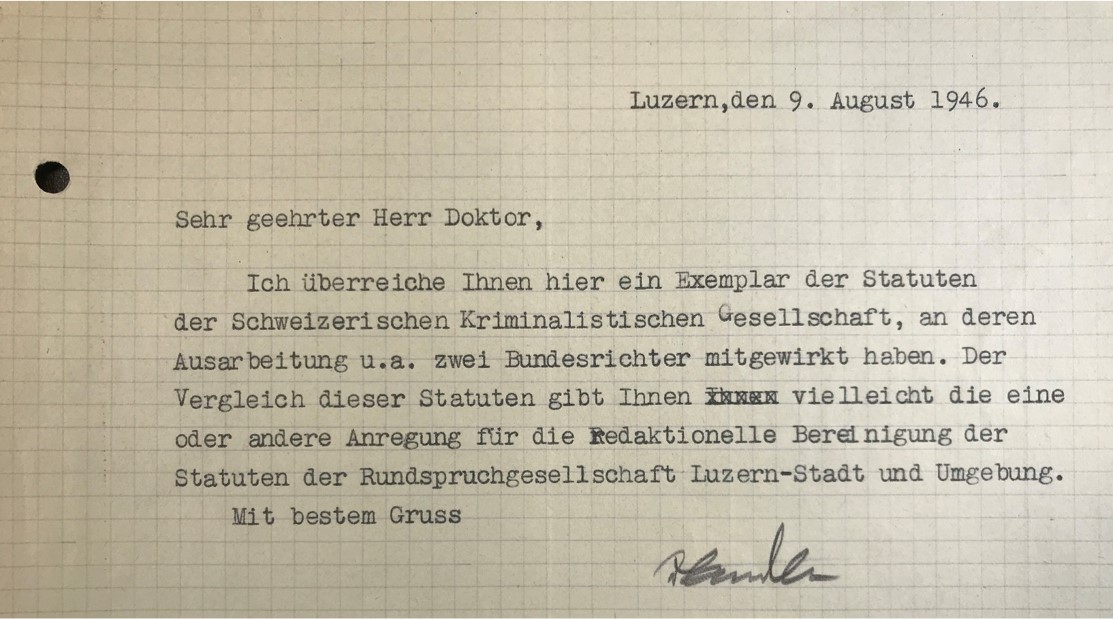 Luzern,den 9. August 1946.
Sehr geehrter Herr Doktor,
Ich überreiche Ihnen hier ein Exemplar der Statuten
der Schweizerischen Kriminalistischen Gesellschaft, an deren
Ausarbeitung u.a. zwei Bundesrichter mitgewirkt haben. Der
Vergleich dieser Statuten gibt Ihnen vielleicht die eine
oder andere Anregung für die Redaktionelle Bereinigung der
Statuten der Rundspruchgesellschaft Luzern-Stadt und Umgebung.
Mit bestem Gruss